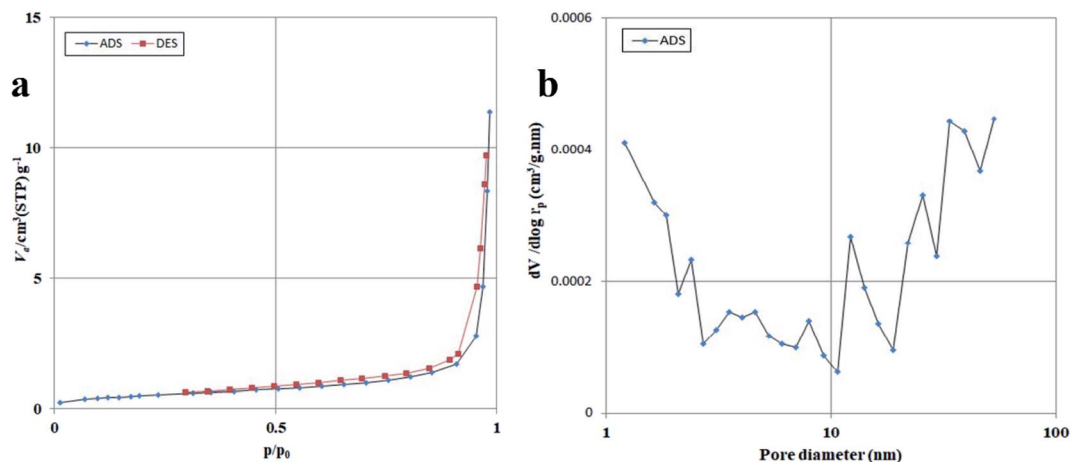 a
ADS DES
15
10
5
0
0 0.5 1
Va/cm3(STP) g-1
p/p0
b
ADS
0.0006
0.0004
0.0002
0
1 10 100
dV /dlog rp (cm3/g.nm)
Pore diameter (nm)